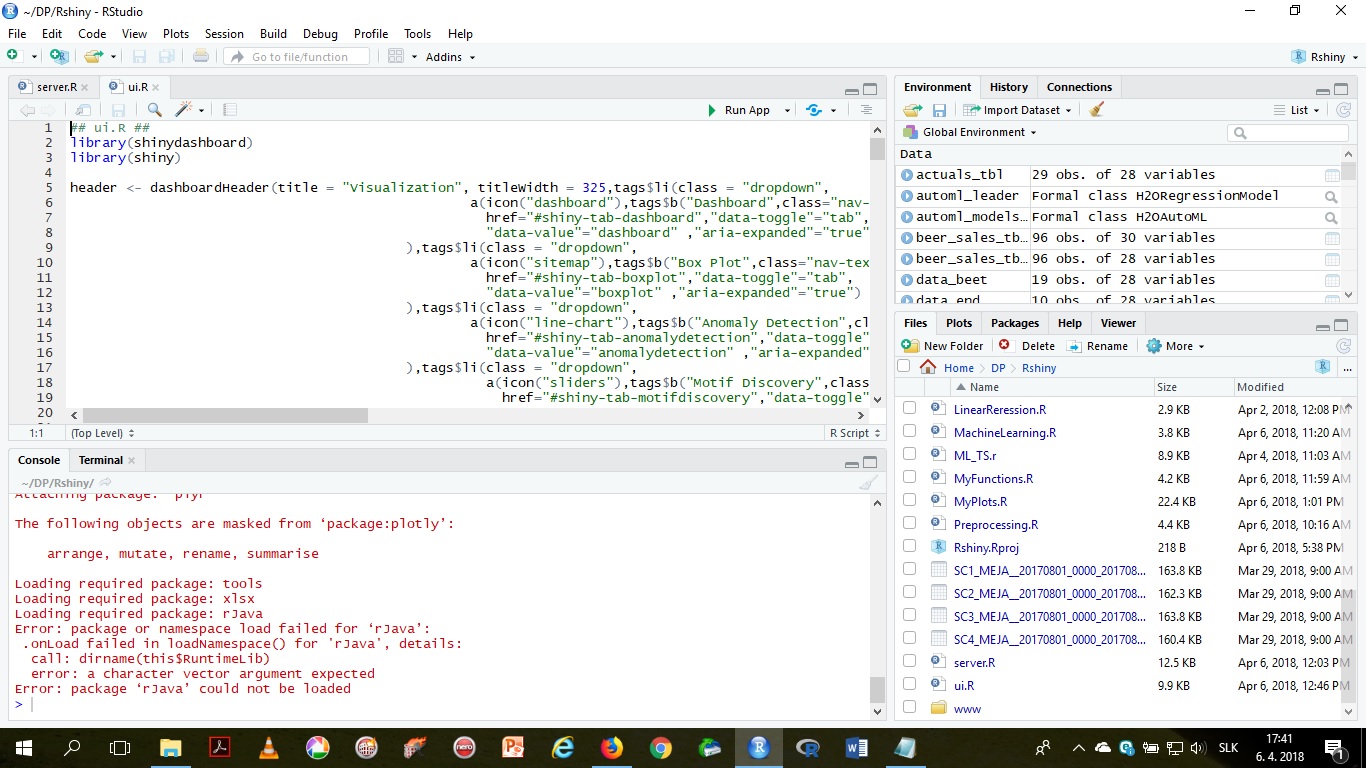 ~/DP/Rshiny - RStudio
File Edit Code View Plots Session Build Debug Profile Tools Help
Go to file/function
Addins
Rshiny
server.R
ui.R
Run App
1 ## ui.R ##
2 library(shinydashboard)
3 library(shiny)
4
5 header <- dashboardHeader(title = "Visualization", titleWidth = 325,tags$li(class = "dropdown",
6 a(icon("dashboard"),tags$b("Dashboard",class="nav-
7 href="#shiny-tab-dashboard","data-toggle"="tab",
8 "data-value"="dashboard" ,"aria-expanded"="true"
9 ),tags$li(class = "dropdown",
10 a(icon("sitemap"),tags$b("Box Plot",class="nav-tex
11 href="#shiny-tab-boxplot","data-toggle"="tab",
12 "data-value"="boxplot" ,"aria-expanded"="true")
13 ),tags$li(class = "dropdown",
14 a(icon("line-chart"),tags$b("Anomaly Detection",cl
15 href="#shiny-tab-anomalydetection","data-toggle"
16 "data-value"="anomalydetection" ,"aria-expanded"
17 ),tags$li(class = "dropdown",
18 a(icon("sliders"),tags$b("Motif Discovery",class
19 href="#shiny-tab-motifdiscovery","data-toggle"
20
1:1 (Top Level) R Script
Console Terminal
~/DP/Rshiny/
Attaching package: ‘plyr’
The following objects are masked from ‘package:plotly’:
arrange, mutate, rename, summarise
Loading required package: tools
Loading required package: xlsx
Loading required package: rJava
Error: package or namespace load failed for ‘rJava’:
.onLoad failed in loadNamespace() for 'rJava', details:
call: dirname(this$RuntimeLib)
error: a character vector argument expected
Error: package ‘rJava’ could not be loaded
>
Environment History Connections
Import Dataset List
Global Environment
Data
actuals_tbl 29 obs. of 28 variables
automl_leader Formal class H2ORegressionModel
automl_models… Formal class H2OAutoML
beer_sales_tb… 96 obs. of 30 variables
beer_sales_tb… 96 obs. of 28 variables
data_beet 19 obs. of 28 variables
data_end 10 obs. of 28 variables
Files Plots Packages Help Viewer
New Folder Delete Rename More
Home DP Rshiny ...
Name Size Modified
LinearReression.R 2.9 KB Apr 2, 2018, 12:08 PM
MachineLearning.R 3.8 KB Apr 6, 2018, 11:20 AM
ML_TS.r 8.9 KB Apr 4, 2018, 11:03 AM
MyFunctions.R 4.2 KB Apr 6, 2018, 11:59 AM
MyPlots.R 22.4 KB Apr 6, 2018, 1:01 PM
Preprocessing.R 4.4 KB Apr 6, 2018, 10:16 AM
Rshiny.Rproj 218 B Apr 6, 2018, 5:38 PM
SC1_MEJA__20170801_0000_201708... 163.8 KB Mar 29, 2018, 9:00 AM
SC2_MEJA__20170801_0000_201708... 162.3 KB Mar 29, 2018, 9:00 AM
SC3_MEJA__20170801_0000_201708... 163.8 KB Mar 29, 2018, 9:00 AM
SC4_MEJA__20170801_0000_201708... 160.4 KB Mar 29, 2018, 9:00 AM
server.R 12.5 KB Apr 6, 2018, 12:03 PM
ui.R 9.9 KB Apr 6, 2018, 12:46 PM
www
nero
SLK
17:41
6. 4. 2018
1